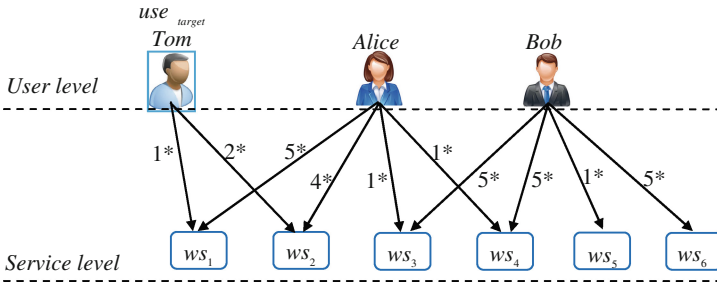 use target
Tom
Alice
Bob
User level
1*
2*
5*
4*
1*
1*
5*
5*
1*
5*
ws1
ws2
ws3
ws4
ws5
ws6
Service level